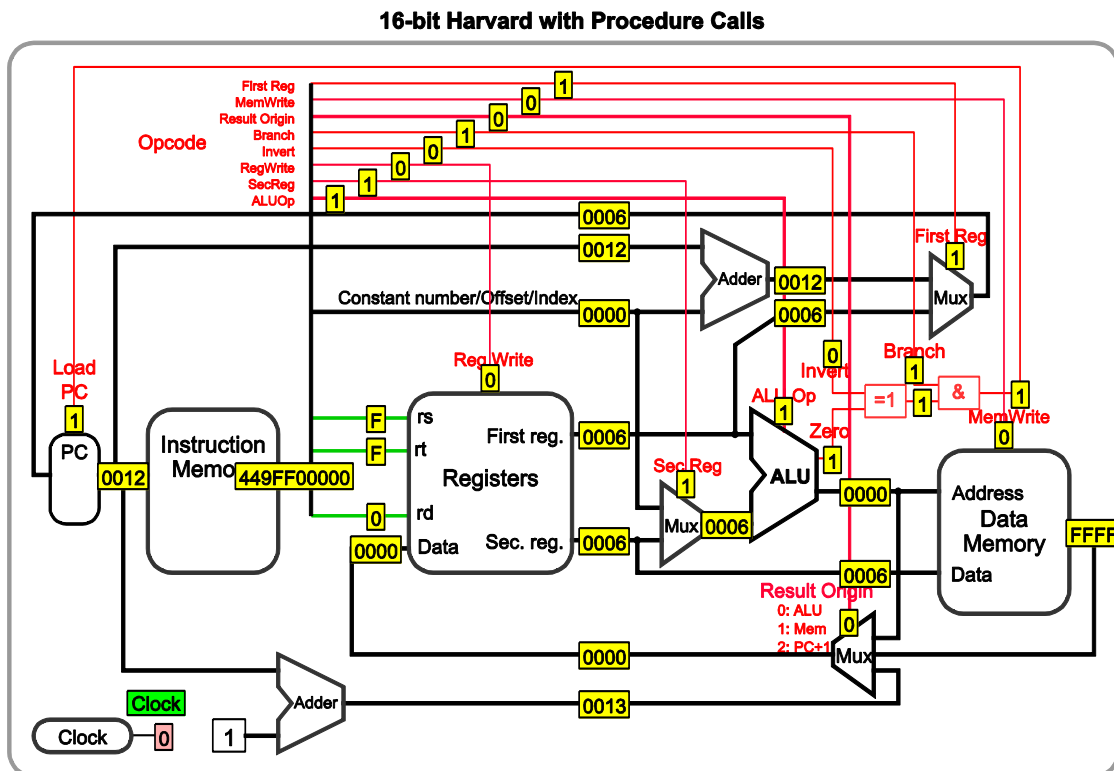 16-bit Harvard with Procedure Calls
First Reg 1
MemWrite 0
Result Origin 0
Branch 1
Opcode
Invert 0
RegWrite 0
SecReg 1
ALUOp 1
0006
0012
First Reg
1
Adder
0012
Mux
Constant number/Offset/Index
0000
0006
Load
PC
Reg Write
0
Invert
0
Branch
1
ALU Op
1
=1
1
&
1
MemWrite
0
1
PC
0012
Instruction
Memo
449FF00000
F
rs
F
rt
0
rd
0000
Data
Registers
First reg.
0006
Sec. reg.
0006
Sec Reg
1
Mux
0006
ALU
Zero
1
0000
0006
Address
Data
Memory
Data
FFFF
Result Origin
0: ALU
1: Mem
2: PC+1
0
Mux
0000
Adder
0013
Clock
Clock
0
1